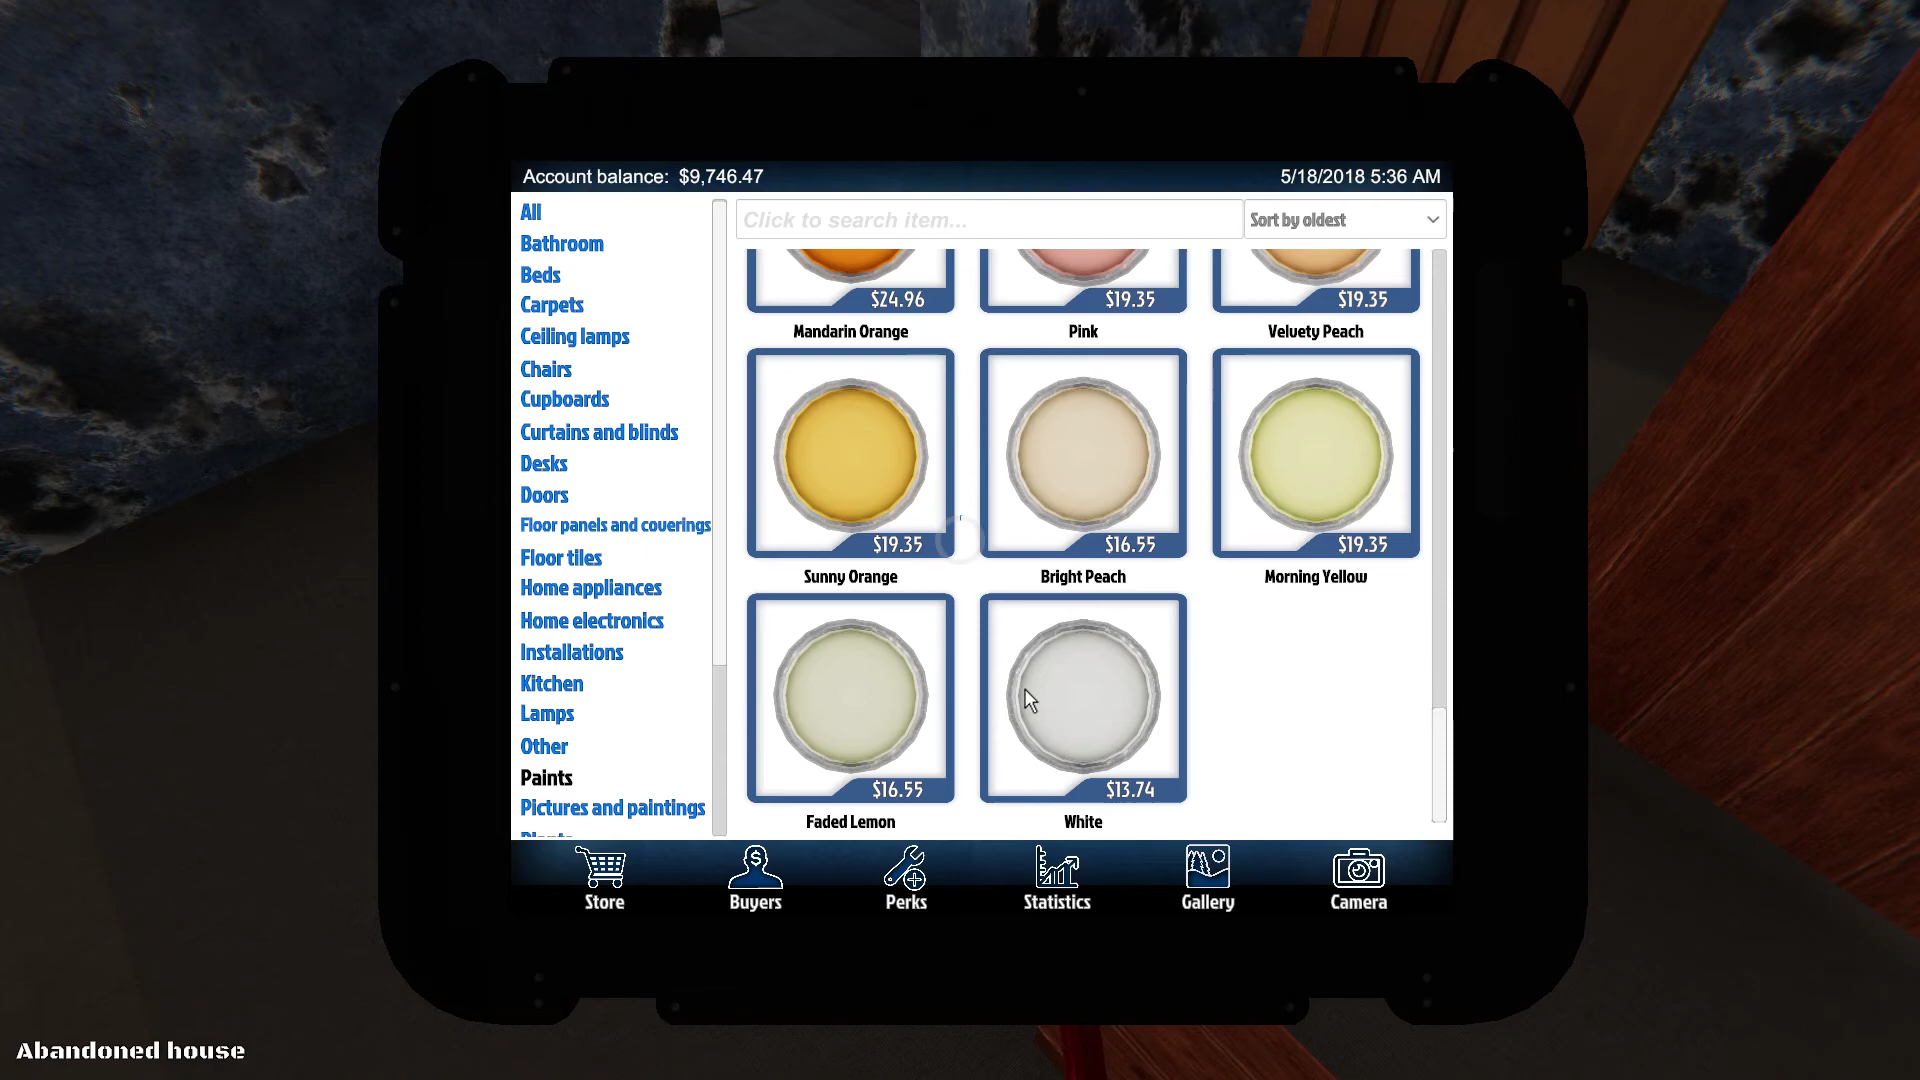 Account balance: $9,746.47
5/18/2018 5:36 AM
All
Bathroom
Beds
Carpets
Ceiling lamps
Chairs
Cupboards
Curtains and blinds
Desks
Doors
Floor panels and coverings
Floor tiles
Home appliances
Home electronics
Installations
Kitchen
Lamps
Other
Paints
Pictures and paintings
Plants
Click to search item...
Sort by oldest
$24.96
$19.35
$19.35
Mandarin Orange
Pink
Velvety Peach
$19.35
$16.55
$19.35
Sunny Orange
Bright Peach
Morning Yellow
$16.55
$13.74
Faded Lemon
White
Store
Buyers
Perks
Statistics
Gallery
Camera
Abandoned house